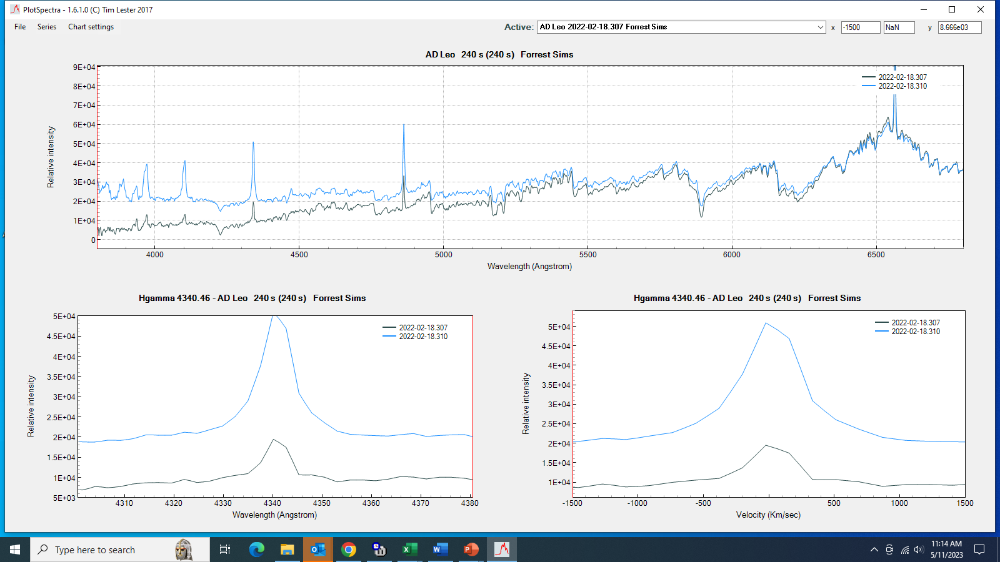 PlotSpectra - 1.6.1.0 (C) Tim Lester 2017
File Series Chart settings
Active: AD Leo 2022-02-18.307 Forrest Sims x -1500 NaN y 8.666e03
AD Leo 240 s (240 s) Forrest Sims
9E+04
8E+04
7E+04
6E+04
5E+04
4E+04
3E+04
2E+04
1E+04
0
Relative intensity
2022-02-18.307
2022-02-18.310
4000 4500 5000 5500 6000 6500
Wavelength (Angstrom)
Hgamma 4340.46 - AD Leo 240 s (240 s) Forrest Sims
5E+04
4.5E+04
4E+04
3.5E+04
3E+04
2.5E+04
2E+04
1.5E+04
1E+04
5E+03
Relative intensity
2022-02-18.307
2022-02-18.310
4310 4320 4330 4340 4350 4360 4370 4380
Wavelength (Angstrom)
Hgamma 4340.46 - AD Leo 240 s (240 s) Forrest Sims
5E+04
4.5E+04
4E+04
3.5E+04
3E+04
2.5E+04
2E+04
1.5E+04
1E+04
Relative intensity
2022-02-18.307
2022-02-18.310
-1500 -1000 -500 500 1000 1500
Velocity (Km/sec)
Type here to search
11:14 AM
5/11/2023